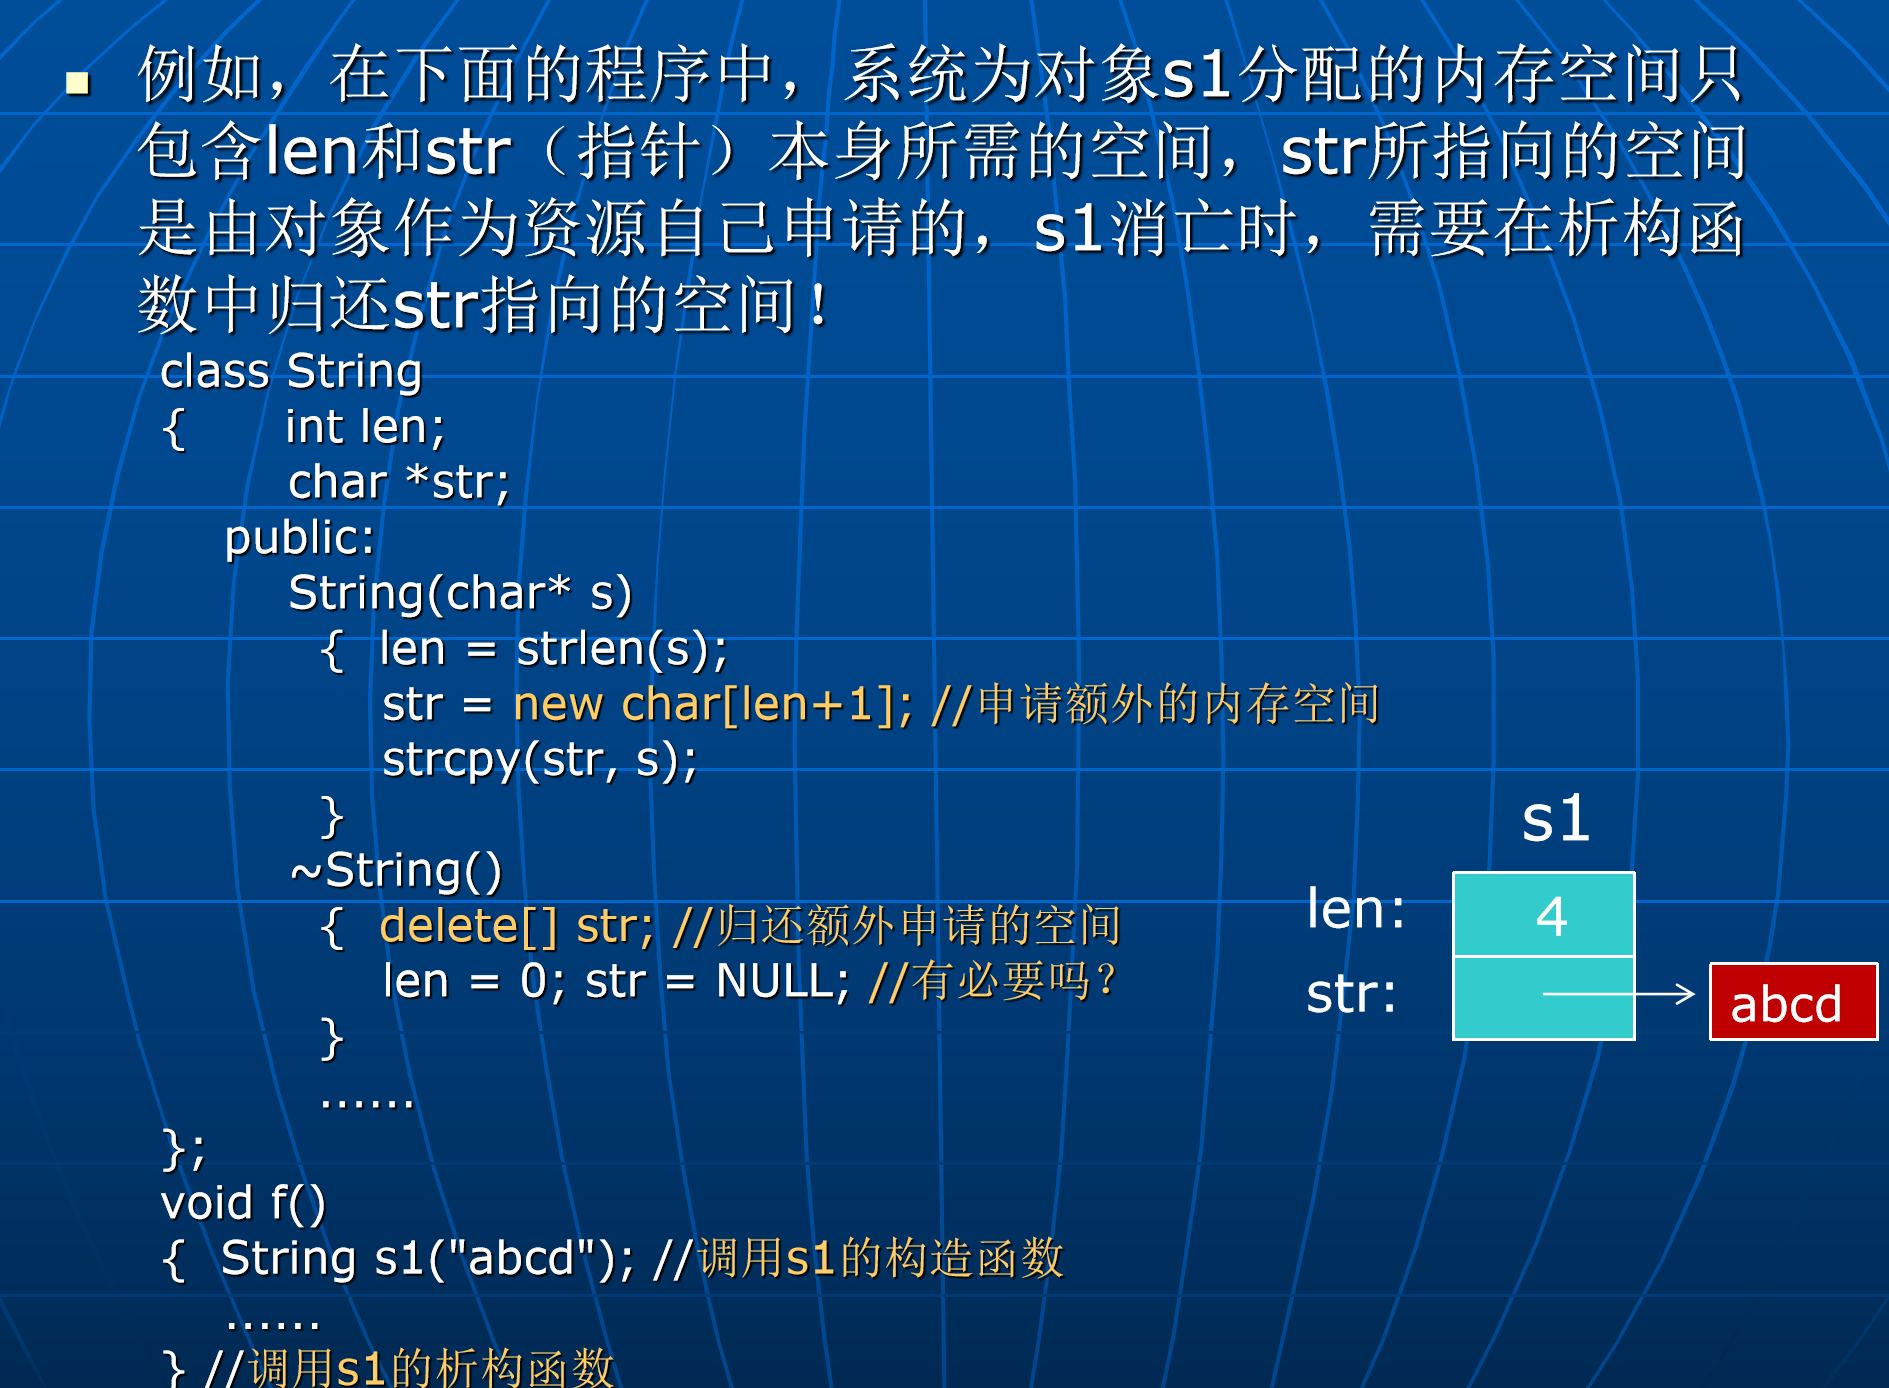 例如，在下面的程序中，系统为对象s1分配的内存空间只
包含len和str（指针）本身所需的空间，str所指向的空间
是由对象作为资源自己申请的，s1消亡时，需要在析构函
数中归还str指向的空间！
class String
{ int len;
char *str;
public:
String(char* s)
{ len = strlen(s);
str = new char[len+1]; //申请额外的内存空间
strcpy(str, s);
}
~String()
{ delete[] str; //归还额外申请的空间
len = 0; str = NULL; //有必要吗？
}
......
};
void f()
{ String s1("abcd"); //调用s1的构造函数
......
} //调用s1的析构函数
s1
len: 4
str: abcd